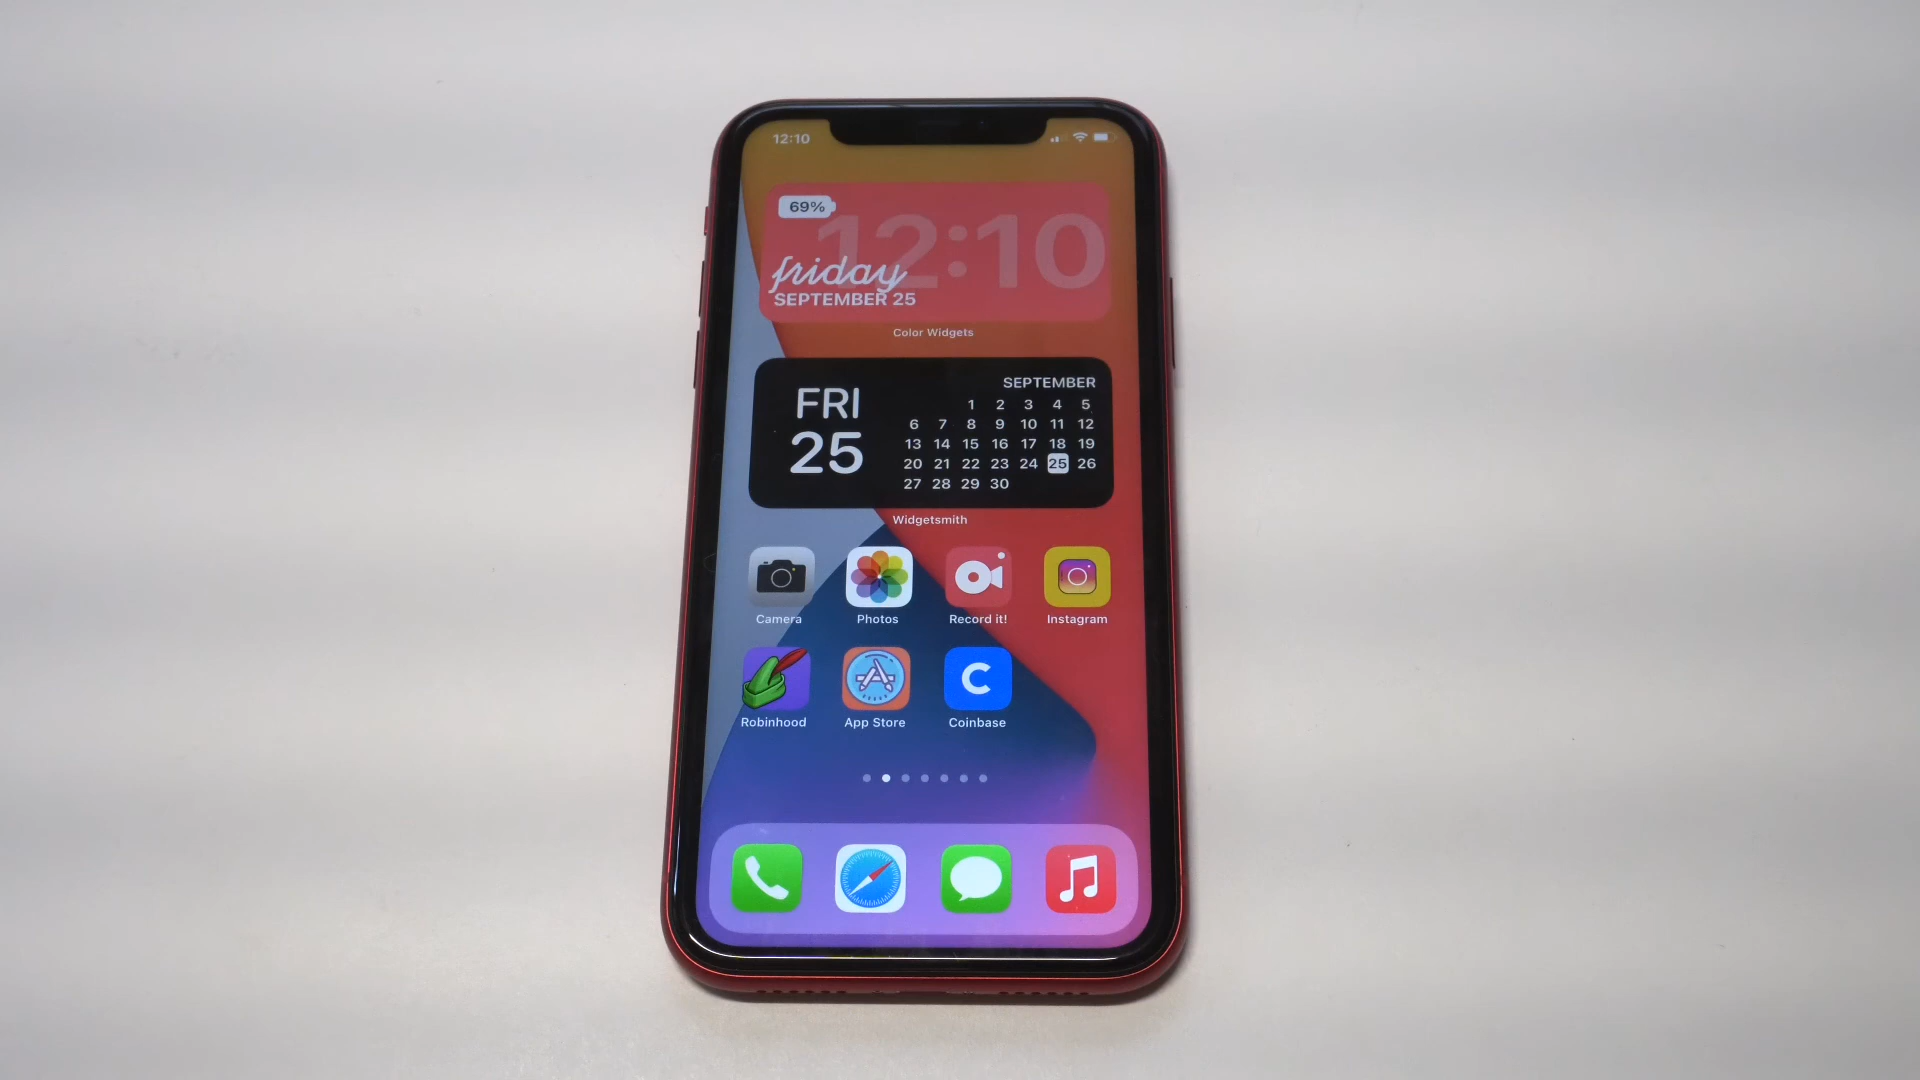 12:10
69%
12:10
friday
SEPTEMBER 25
Color Widgets
FRI
25
SEPTEMBER
1 2 3 4 5
6 7 8 9 10 11 12
13 14 15 16 17 18 19
20 21 22 23 24 25 26
27 28 29 30
Widgetsmith
Camera Photos Record it! Instagram
C
Robinhood App Store Coinbase